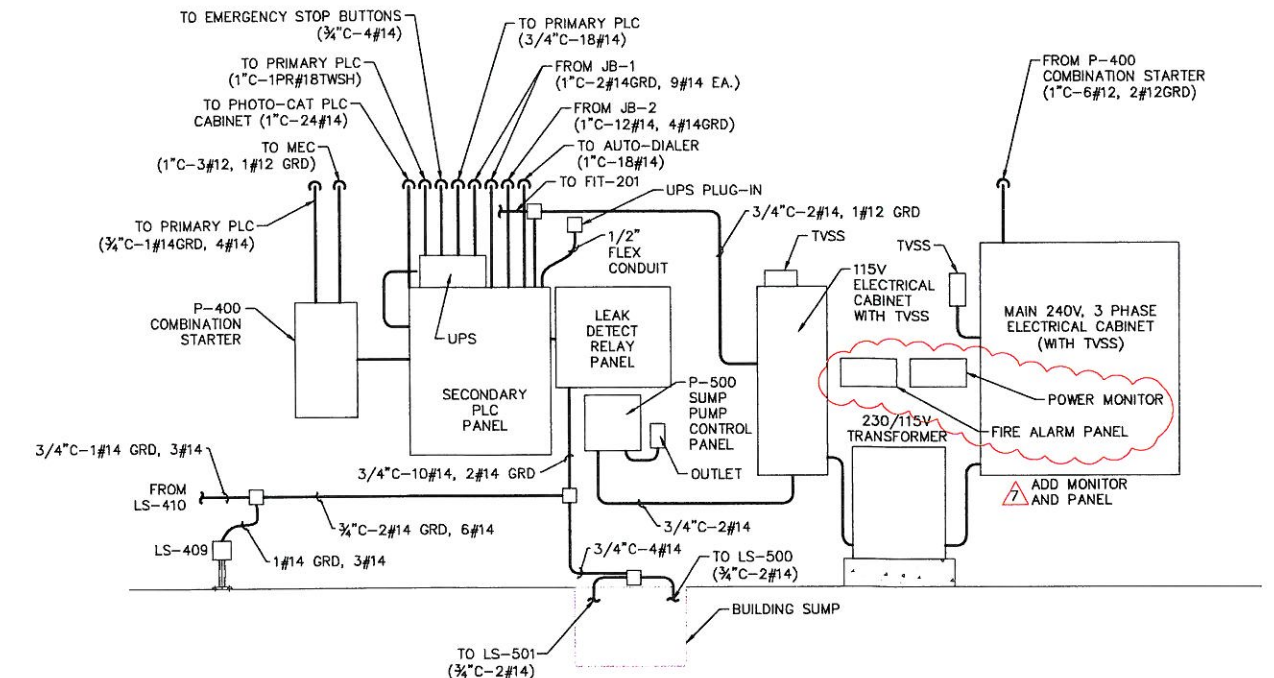 TO EMERGENCY STOP BUTTONS
(¾"C-4#14)
TO PRIMARY PLC
(3/4"C-18#14)
TO PRIMARY PLC
(1"C-1PR#18TWSH)
FROM JB-1
(1"C-2#14GRD, 9#14 EA.)
TO PHOTO-CAT PLC
CABINET (1"C-24#14)
FROM JB-2
(1"C-12#14, 4#14GRD)
TO MEC
(1"C-3#12, 1#12 GRD)
TO AUTO-DIALER
(1"C-18#14)
TO FIT-201
FROM P-400
COMBINATION STARTER
(1"C-6#12, 2#12GRD)
UPS PLUG-IN
TO PRIMARY PLC
(¾"C-1#14GRD, 4#14)
3/4"C-2#14, 1#12 GRD
1/2"
FLEX
CONDUIT
TVSS
TVSS
115V
ELECTRICAL
CABINET
WITH TVSS
P-400
COMBINATION
STARTER
UPS
LEAK
DETECT
RELAY
PANEL
MAIN 240V, 3 PHASE
ELECTRICAL CABINET
(WITH TVSS)
SECONDARY
PLC
PANEL
P-500
SUMP
PUMP
CONTROL
PANEL
POWER MONITOR
FIRE ALARM PANEL
230/115V
TRANSFORMER
3/4"C-1#14 GRD, 3#14
3/4"C-10#14, 2#14 GRD
OUTLET
FROM
LS-410
7
ADD MONITOR
AND PANEL
¾"C-2#14 GRD, 6#14
3/4"C-2#14
LS-409
1#14 GRD, 3#14
3/4"C-4#14
TO LS-500
(¾"C-2#14)
BUILDING SUMP
TO LS-501
(¾"C-2#14)